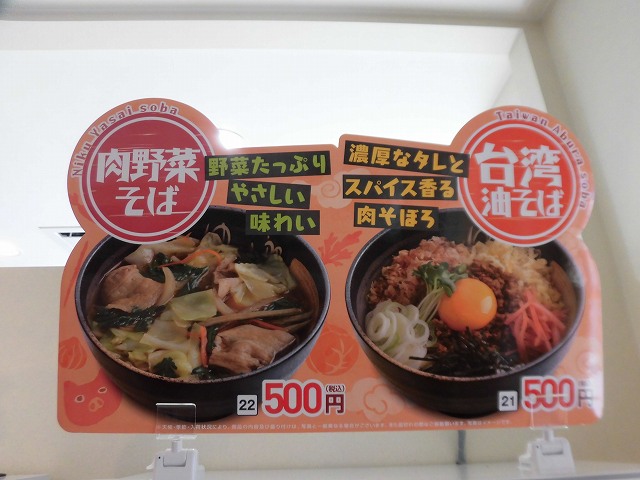 Niku Yasai soba
肉野菜
そば
野菜たっぷり
やさしい
味わい
22 500円(税込)
Taiwan Abura soba
台湾
油そば
濃厚なタレと
スパイス香る
肉そぼろ
21 500円